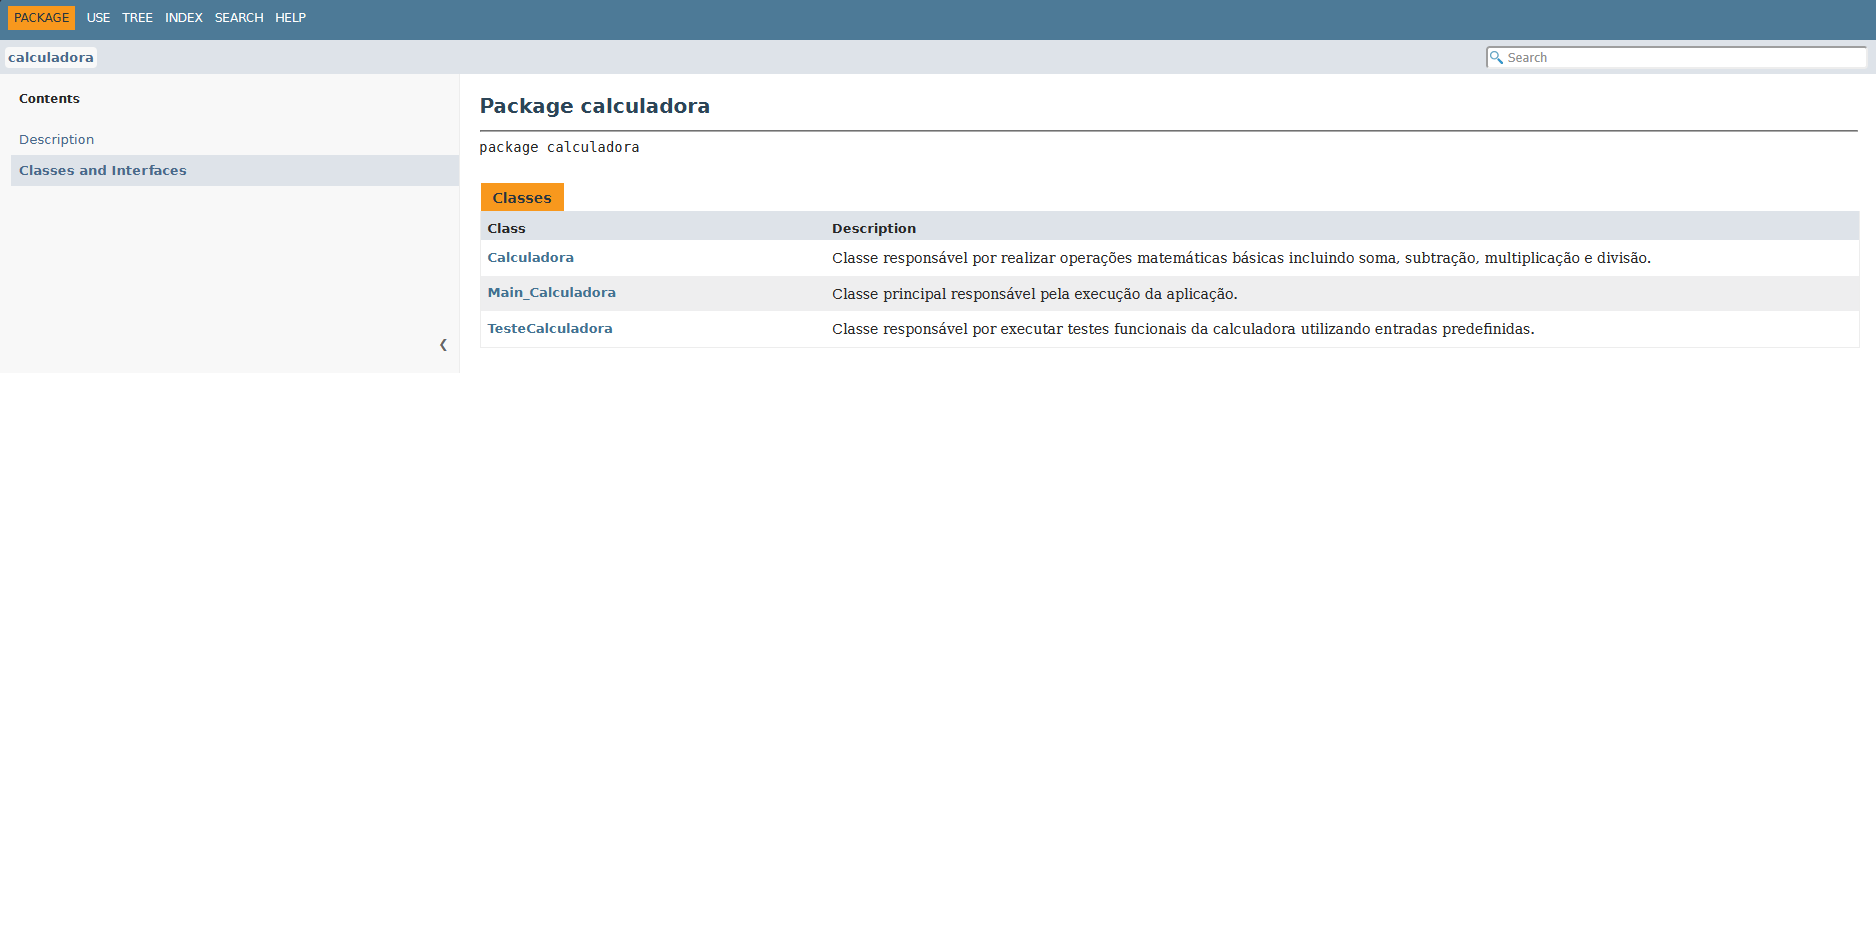 PACKAGE USE TREE INDEX SEARCH HELP
calculadora
Search
Contents
Description
Classes and Interfaces
❮
Package calculadora
package calculadora
Classes
Class Description
Calculadora Classe responsável por realizar operações matemáticas básicas incluindo soma, subtração, multiplicação e divisão.
Main_Calculadora Classe principal responsável pela execução da aplicação.
TesteCalculadora Classe responsável por executar testes funcionais da calculadora utilizando entradas predefinidas.